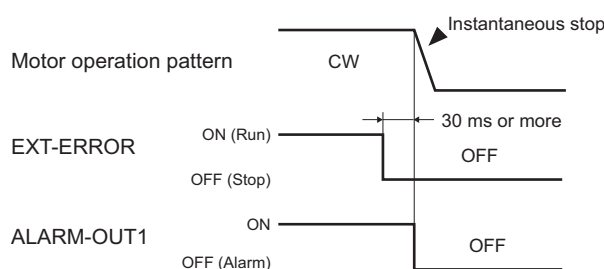 Instantaneous stop
Motor operation pattern
CW
30 ms or more
EXT-ERROR
ON (Run)
OFF
OFF (Stop)
ALARM-OUT1
ON
OFF
OFF (Alarm)